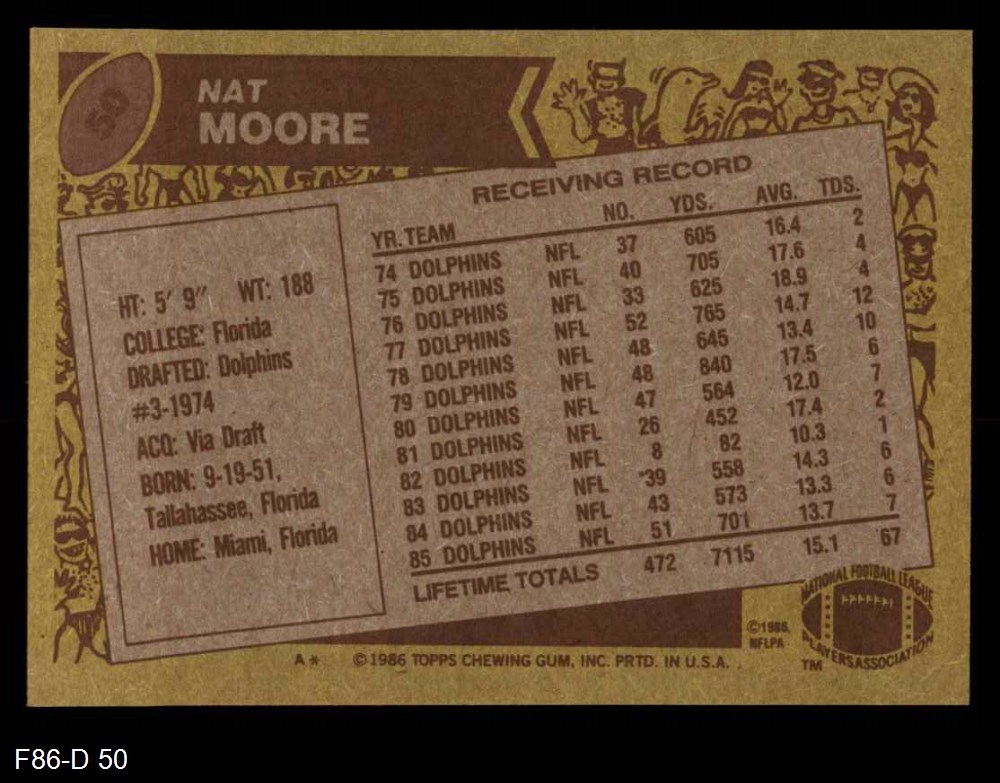 50
NAT
MOORE
RECEIVING RECORD
YR. TEAM NO. YDS. AVG. TDS.
74 DOLPHINS NFL 37 605 16.4 2
75 DOLPHINS NFL 40 705 17.6 4
76 DOLPHINS NFL 33 625 18.9 4
77 DOLPHINS NFL 52 765 14.7 12
78 DOLPHINS NFL 48 645 13.4 10
79 DOLPHINS NFL 48 840 17.5 6
80 DOLPHINS NFL 47 564 12.0 7
81 DOLPHINS NFL 26 452 17.4 2
82 DOLPHINS NFL 8 82 10.3 1
83 DOLPHINS NFL 39 558 14.3 6
84 DOLPHINS NFL 43 573 13.3 6
85 DOLPHINS NFL 51 701 13.7 7
LIFETIME TOTALS 472 7115 15.1 67
HT: 5' 9" WT: 188
COLLEGE: Florida
DRAFTED: Dolphins
#3-1974
ACQ: Via Draft
BORN: 9-19-51,
Tallahassee, Florida
HOME: Miami, Florida
©1986
NFLPA
NATIONAL FOOTBALL LEAGUE
PLAYERS ASSOCIATION
TM
A* ©1986 TOPPS CHEWING GUM, INC. PRTD. IN U.S.A.
F86-D 50